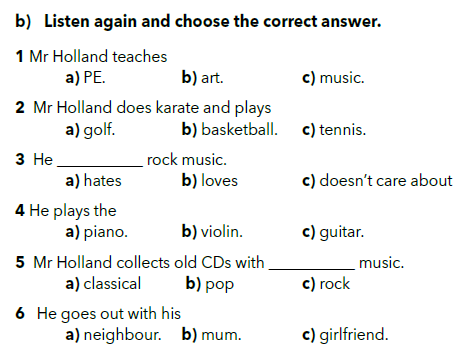 b) Listen again and choose the correct answer.
1 Mr Holland teaches
a) PE. b) art. c) music.
2 Mr Holland does karate and plays
a) golf. b) basketball. c) tennis.
3 He __________ rock music.
a) hates b) loves c) doesn't care about
4 He plays the
a) piano. b) violin. c) guitar.
5 Mr Holland collects old CDs with __________ music.
a) classical b) pop c) rock
6 He goes out with his
a) neighbour. b) mum. c) girlfriend.